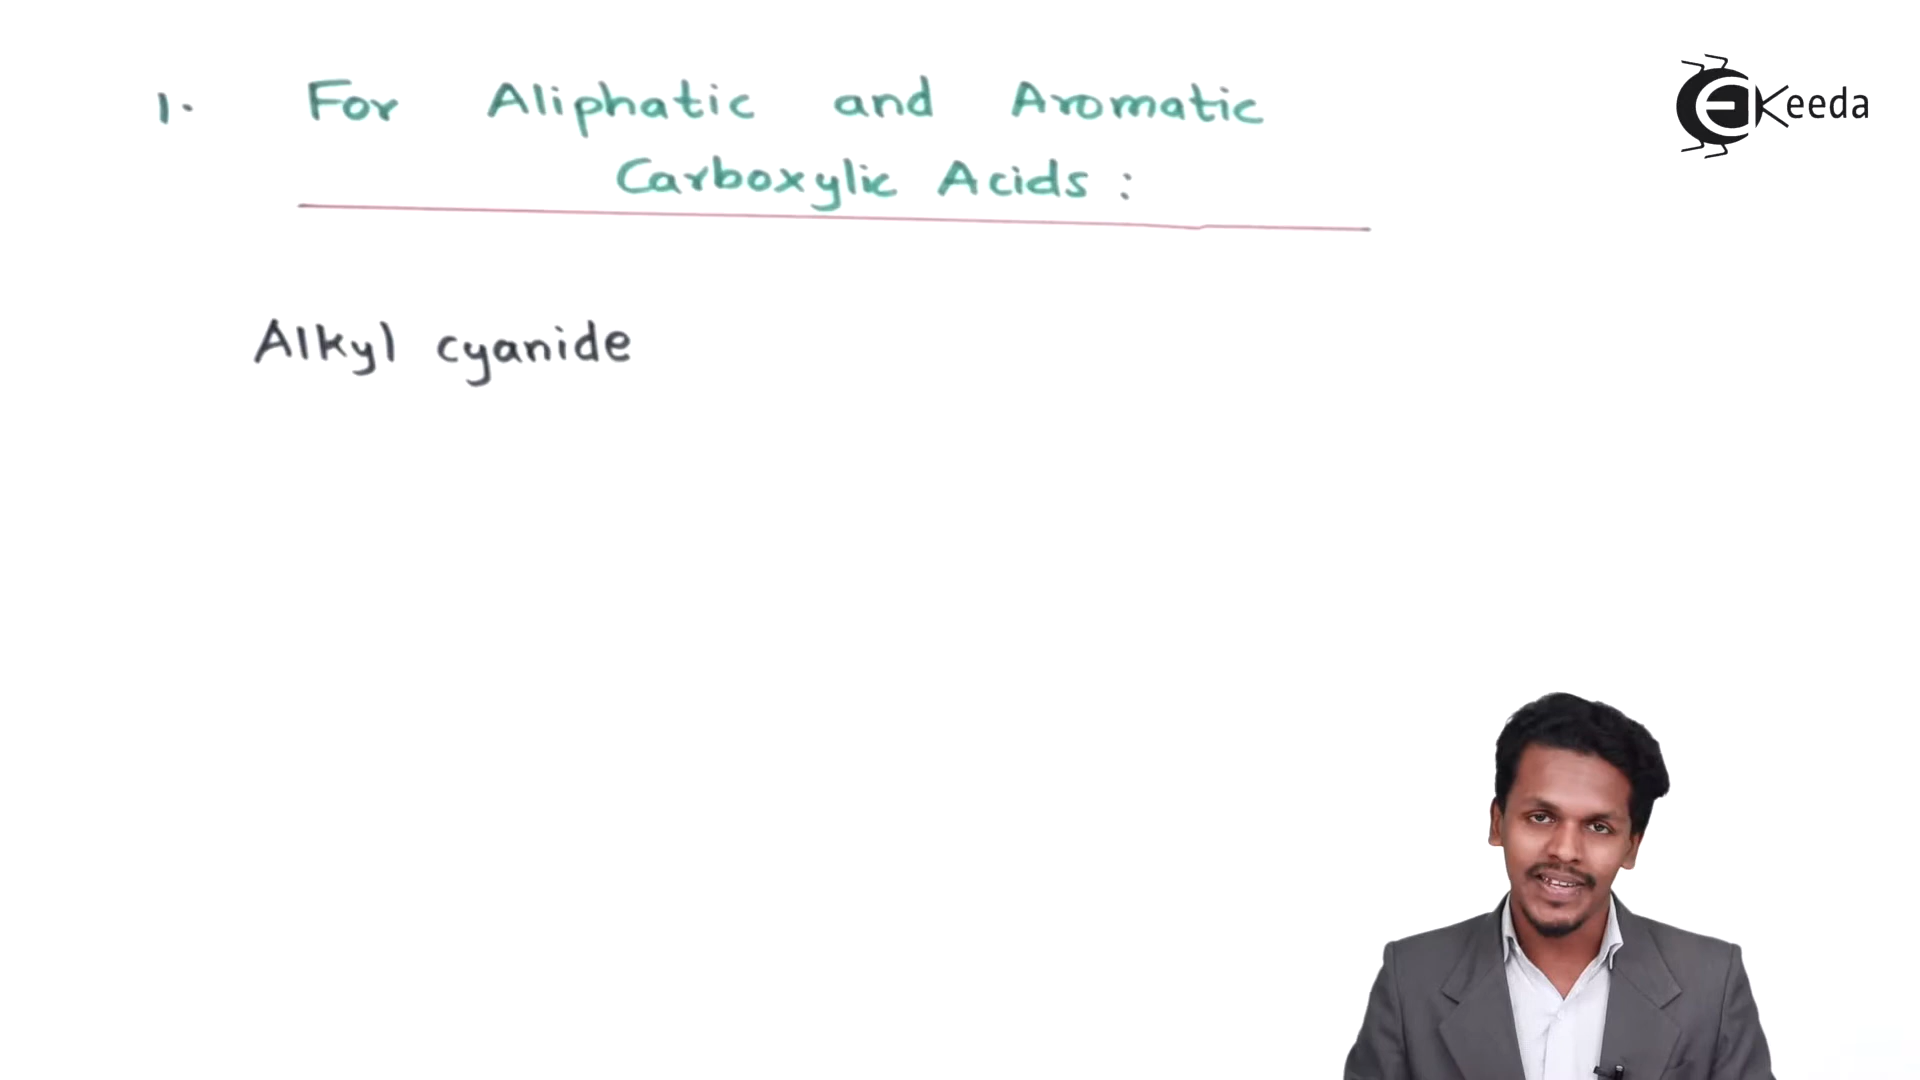 1. For Aliphatic and Aromatic
Carboxylic Acids :
Alkyl cyanide
EKeeda